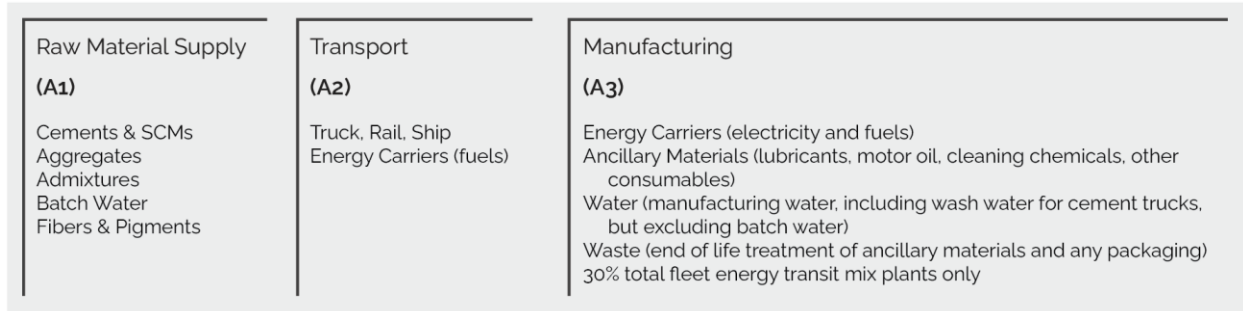 Raw Material Supply
(A1)
Cements & SCMs
Aggregates
Admixtures
Batch Water
Fibers & Pigments
Transport
(A2)
Truck, Rail, Ship
Energy Carriers (fuels)
Manufacturing
(A3)
Energy Carriers (electricity and fuels)
Ancillary Materials (lubricants, motor oil, cleaning chemicals, other
consumables)
Water (manufacturing water, including wash water for cement trucks,
but excluding batch water)
Waste (end of life treatment of ancillary materials and any packaging)
30% total fleet energy transit mix plants only